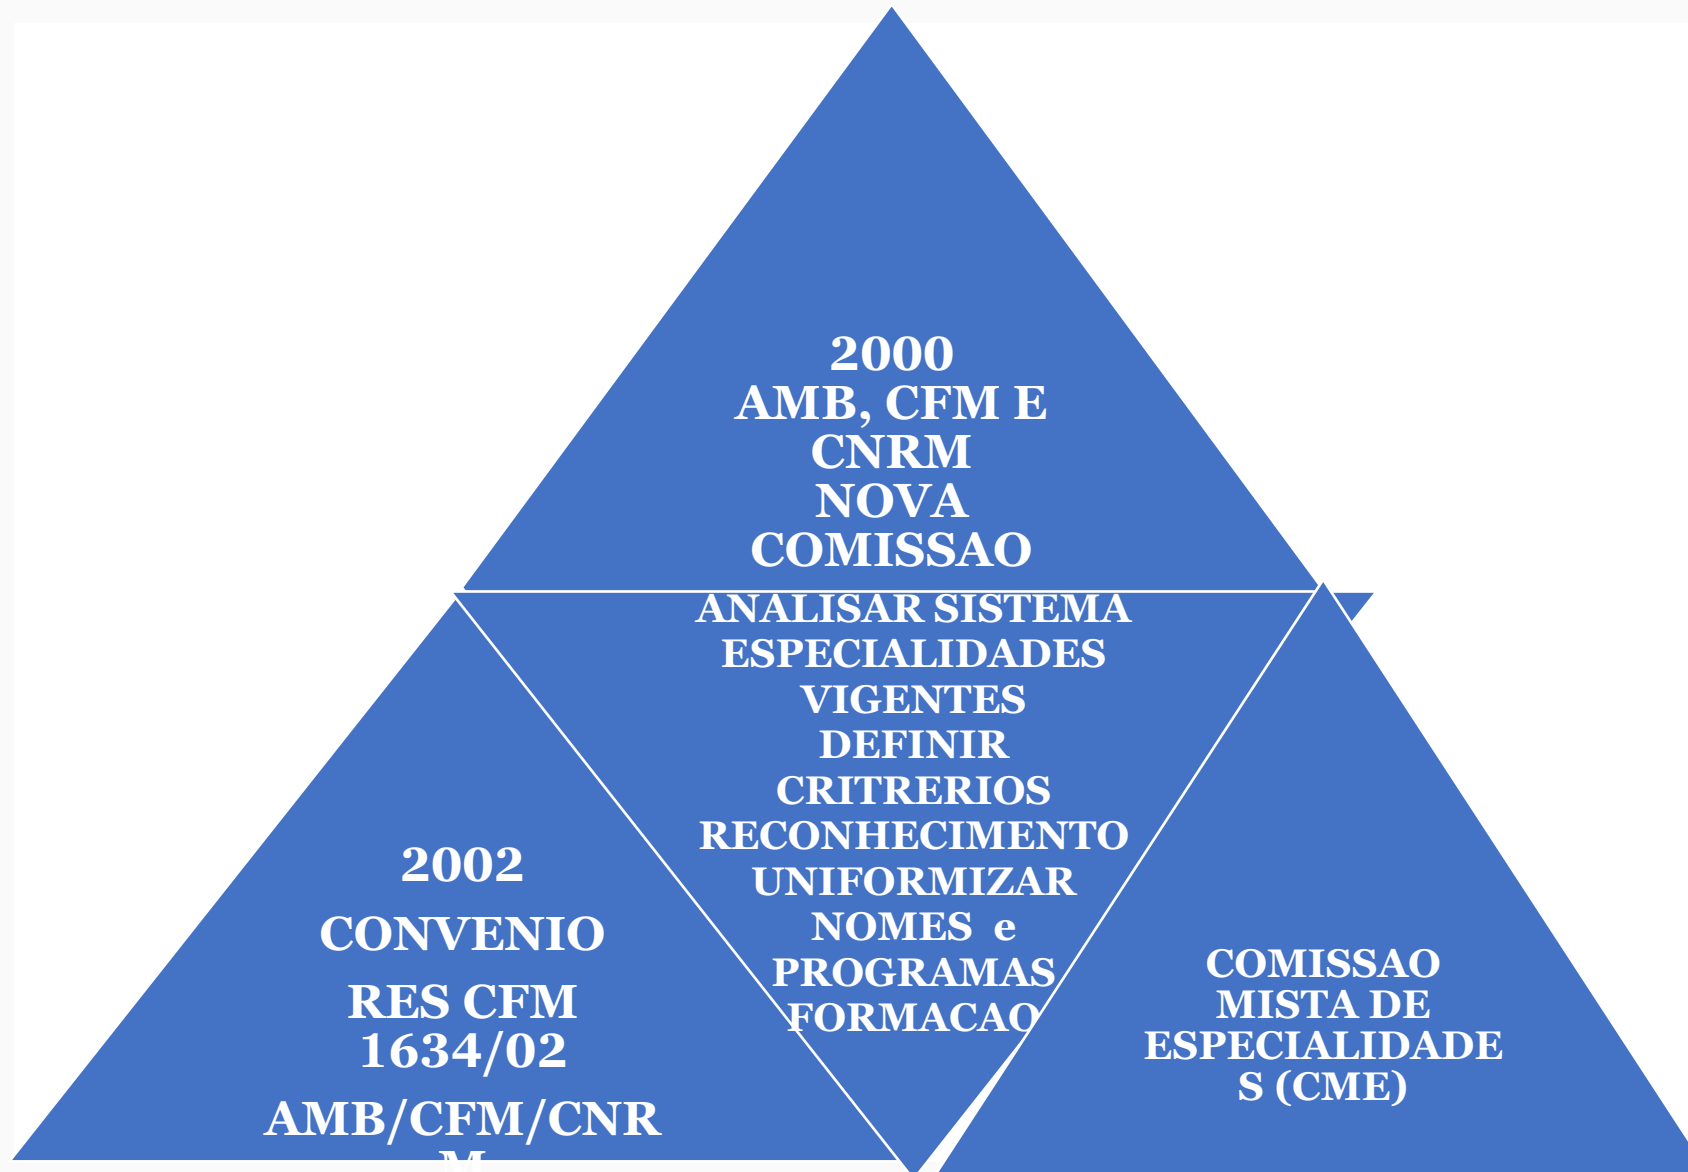 2000
AMB, CFM E
CNRM
NOVA
COMISSAO
ANALISAR SISTEMA
ESPECIALIDADES
VIGENTES
DEFINIR
CRITRERIOS
RECONHECIMENTO
UNIFORMIZAR
NOMES e
PROGRAMAS
FORMACAO
2002
CONVENIO
RES CFM
1634/02
AMB/CFM/CNR
M
COMISSAO
MISTA DE
ESPECIALIDADE
S (CME)